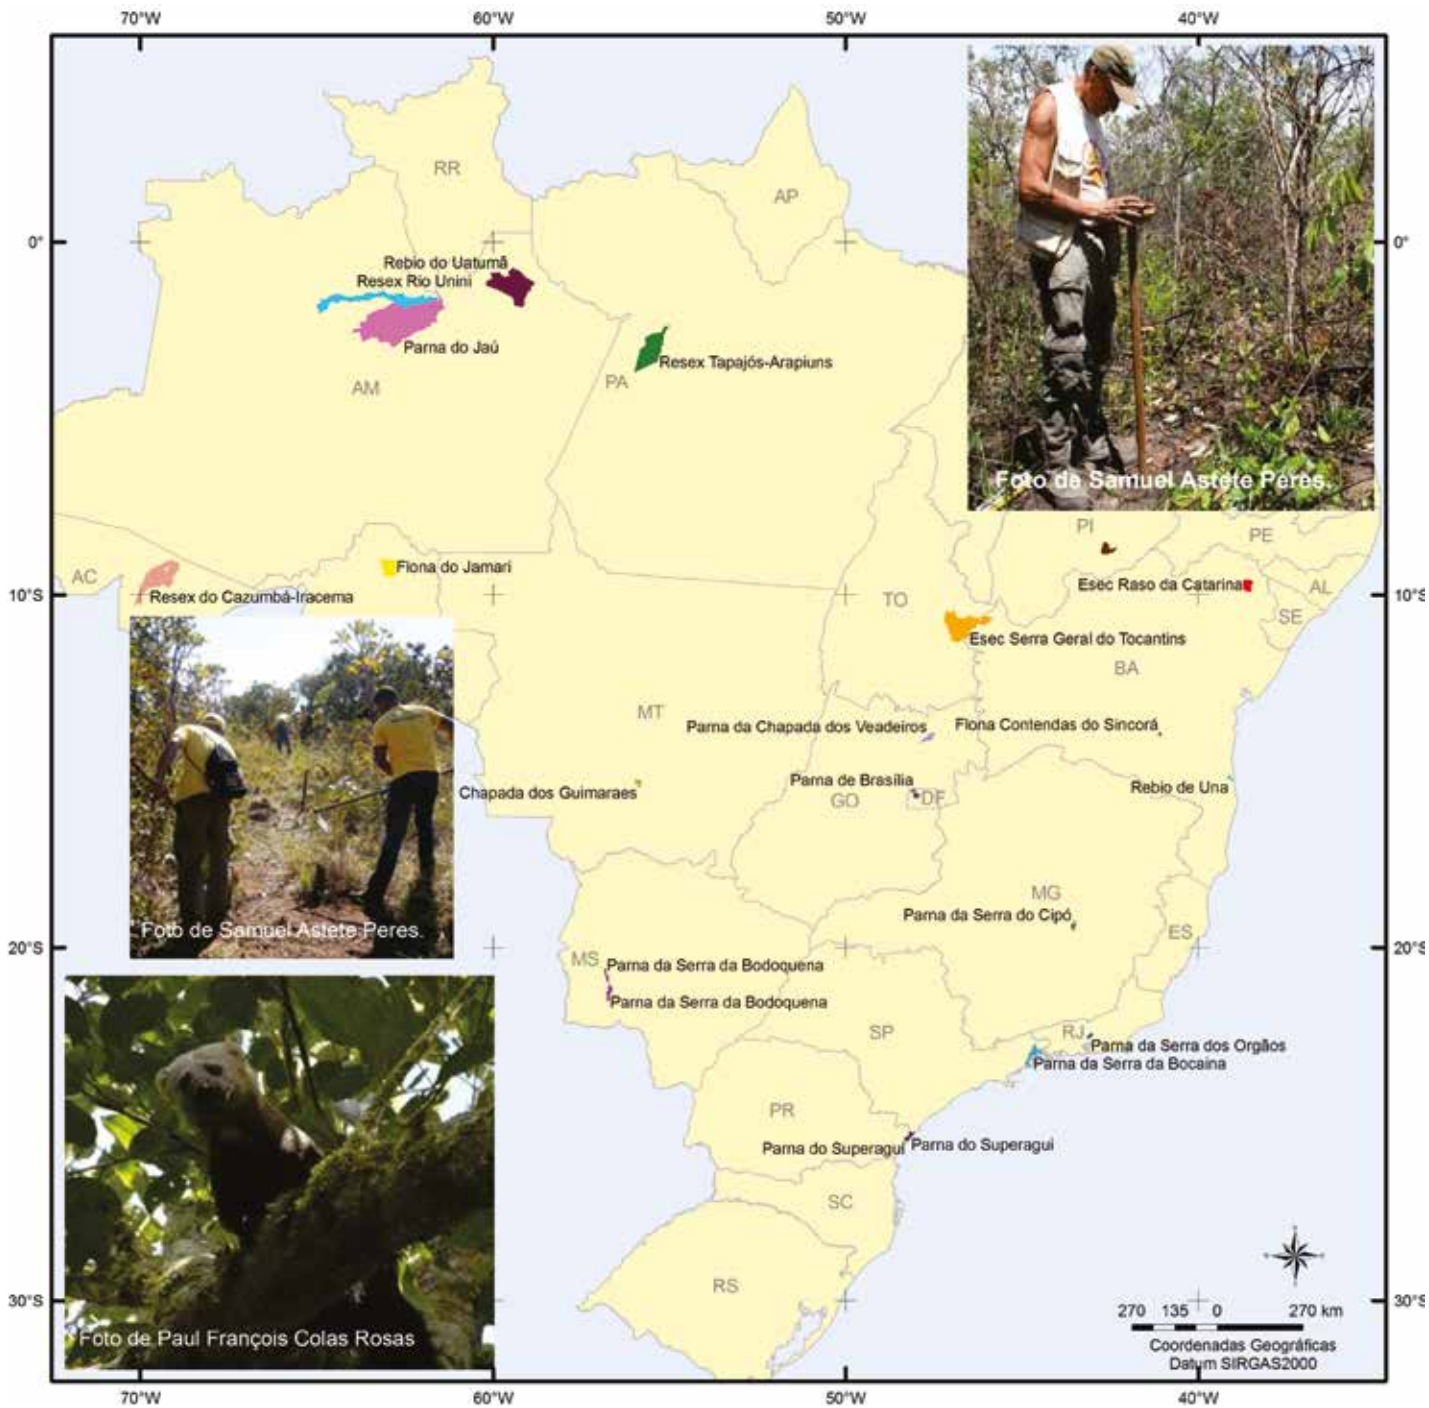 70°W 60°W 50°W 40°W
RR
AP
0° 0°
Rebio do Uatumã
Resex Rio Unini
Parna do Jaú
Resex Tapajós-Arapiuns
AM
PA
Foto de Samuel Astete Peres.
PI
PE
AC
Flona do Jamari
Esec Raso da Catarina
AL
10°S 10°S
Resex do Cazumbá-Iracema
TO
SE
Esec Serra Geral do Tocantins
BA
MT
Parna da Chapada dos Veadeiros
Flona Contendas do Sincorá
Parna de Brasília
Chapada dos Guimaraes
GO
DF
Rebio de Una
MG
Parna da Serra do Cipó
Foto de Samuel Astete Peres.
ES
20°S 20°S
MS
Parna da Serra da Bodoquena
Parna da Serra da Bodoquena
SP
RJ
Parna da Serra dos Orgãos
Parna da Serra da Bocaina
PR
Parna do Superagui
Parna do Superagui
SC
RS
30°S 30°S
270 135 0 270 km
Foto de Paul François Colas Rosas
Coordenadas Geográficas
Datum SIRGAS2000
70°W 60°W 50°W 40°W